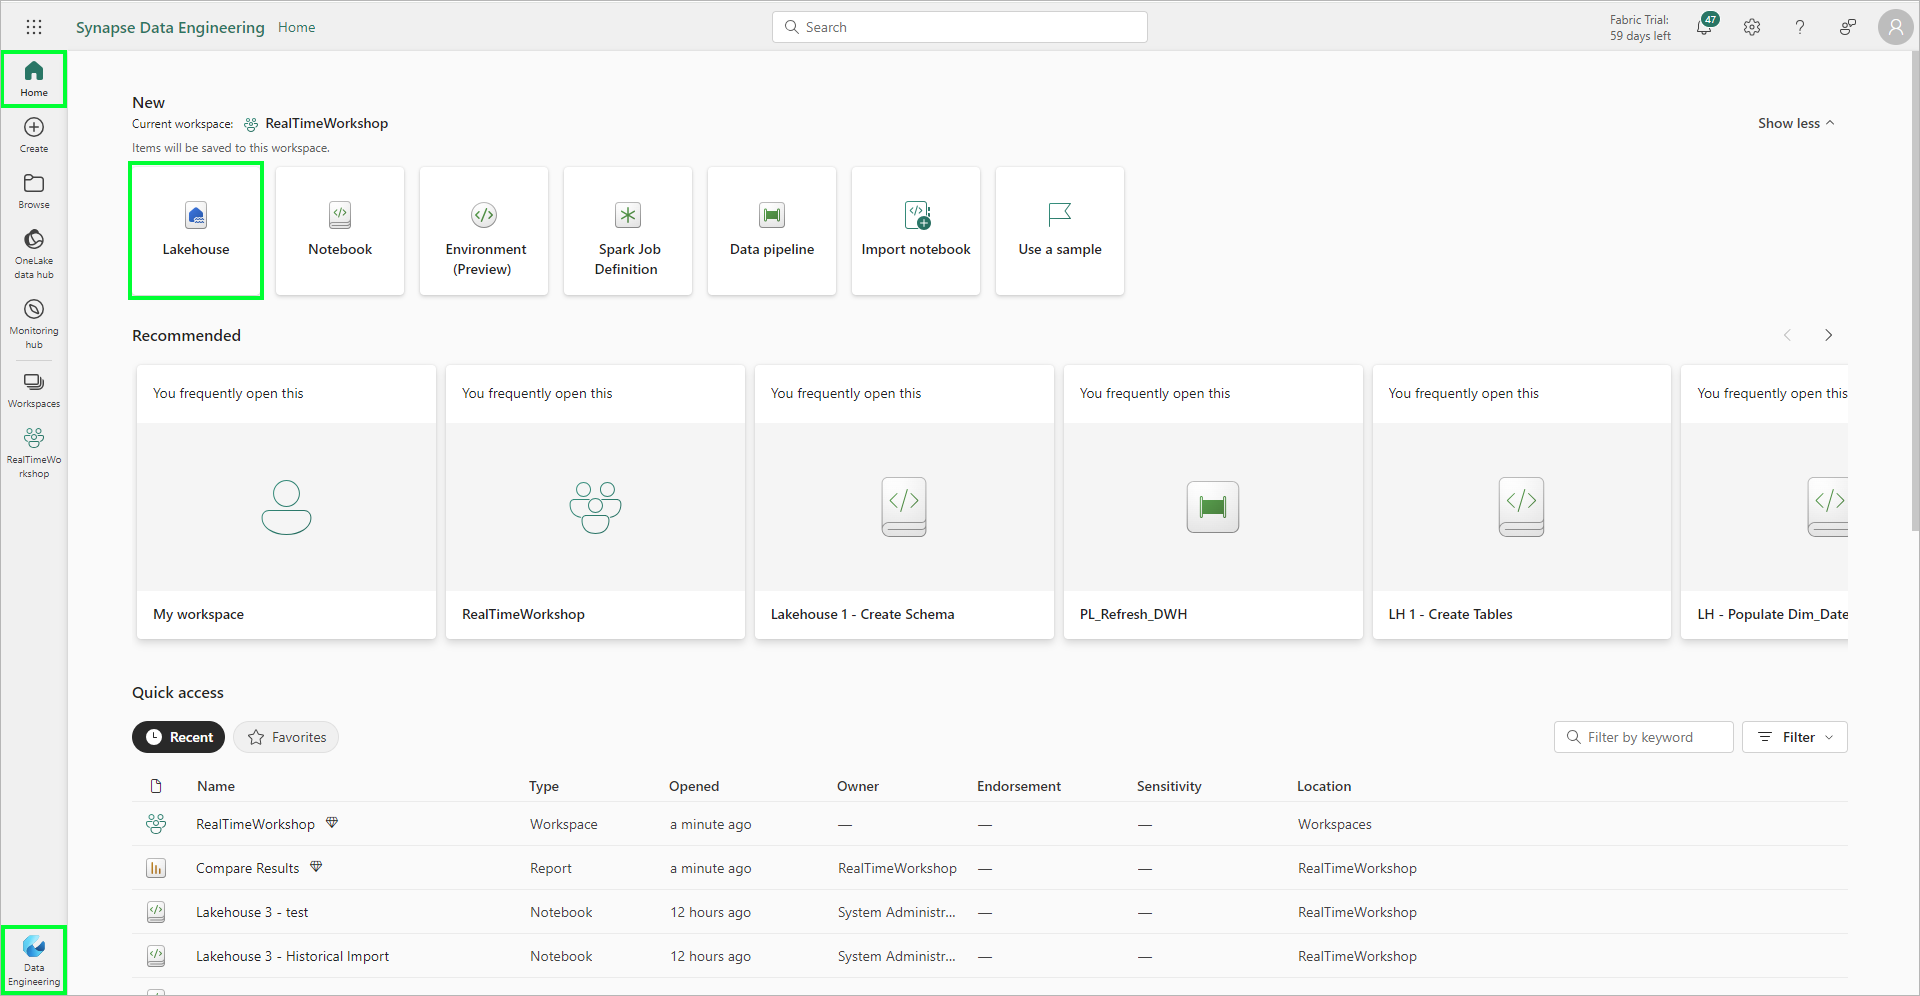 Synapse Data Engineering Home
Search
Fabric Trial:
59 days left
47
Home
Create
Browse
OneLake
data hub
Monitoring
hub
Workspaces
RealTimeWo
rkshop
Data
Engineering
New
Current workspace: RealTimeWorkshop
Items will be saved to this workspace.
Show less
Lakehouse
Notebook
Environment
(Preview)
Spark Job
Definition
Data pipeline
Import notebook
Use a sample
Recommended
You frequently open this
My workspace
You frequently open this
RealTimeWorkshop
You frequently open this
Lakehouse 1 - Create Schema
You frequently open this
PL_Refresh_DWH
You frequently open this
LH 1 - Create Tables
You frequently open this
LH - Populate Dim_Date
Quick access
Recent
Favorites
Filter by keyword
Filter
Name Type Opened Owner Endorsement Sensitivity Location
RealTimeWorkshop Workspace a minute ago — — — Workspaces
Compare Results Report a minute ago RealTimeWorkshop — — RealTimeWorkshop
Lakehouse 3 - test Notebook 12 hours ago System Administr... — — RealTimeWorkshop
Lakehouse 3 - Historical Import Notebook 12 hours ago System Administr... — — RealTimeWorkshop